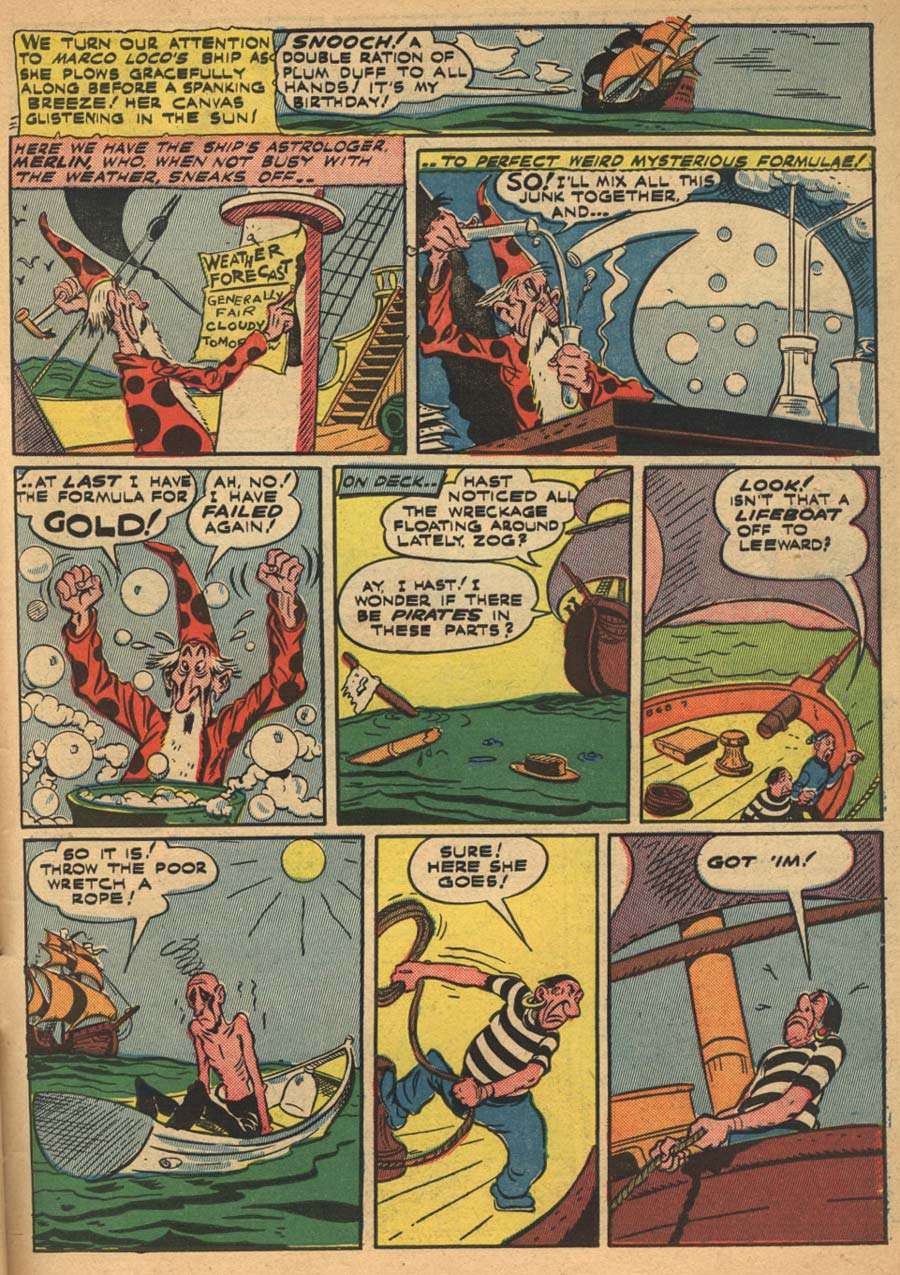 WE TURN OUR ATTENTION
TO MARCO LOCO'S SHIP AS
SHE PLOWS GRACEFULLY
ALONG BEFORE A SPANKING
BREEZE! HER CANVAS
GLISTENING IN THE SUN!
SNOOCH! A
DOUBLE RATION OF
PLUM DUFF TO ALL
HANDS! IT'S MY
BIRTHDAY!
HERE WE HAVE THE SHIP'S ASTROLOGER,
MERLIN, WHO, WHEN NOT BUSY WITH
THE WEATHER, SNEAKS OFF...
WEATHER
FORECAST
GENERALLY
FAIR
CLOUDY
...TO PERFECT WEIRD MYSTERIOUS FORMULAE!
SO! I'LL MIX ALL THIS
JUNK TOGETHER,
AND...
...AT LAST I HAVE
THE FORMULA FOR
GOLD!
AH, NO!
I HAVE
FAILED
AGAIN!
ON DECK...
HAST
NOTICED ALL
THE WRECKAGE
FLOATING AROUND
LATELY, ZOG?
AY, I HAST! I
WONDER IF THERE
BE PIRATES IN
THESE PARTS?
LOOK!
ISN'T THAT A
LIFEBOAT
OFF TO
LEEWARD?
SO IT IS!
THROW THE POOR
WRETCH A
ROPE!
SURE!
HERE SHE
GOES!
GOT 'IM!